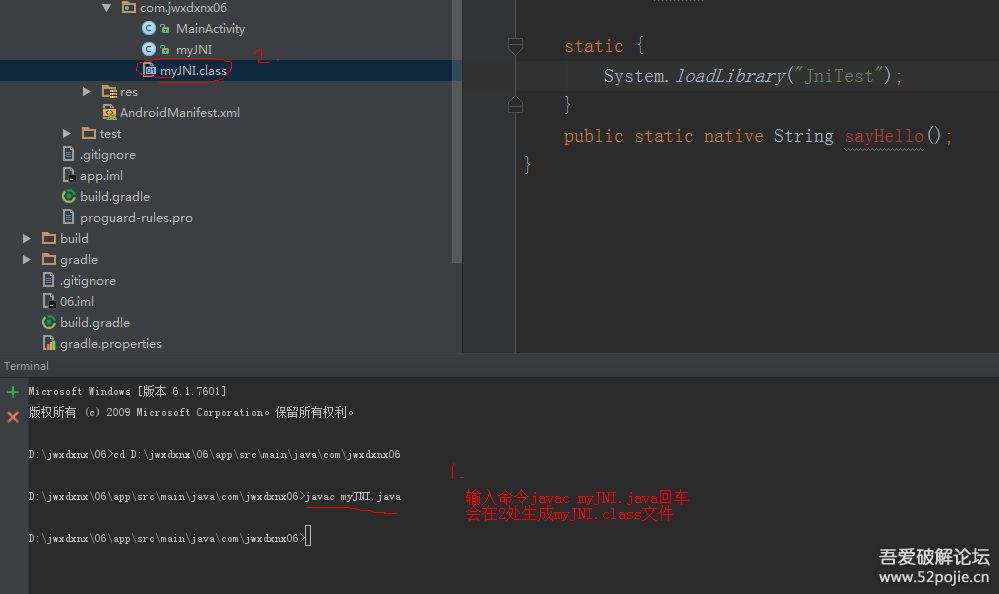 com.jwxdxnx06
MainActivity
myJNI
2.
myJNI.class
res
AndroidManifest.xml
test
.gitignore
app.iml
build.gradle
proguard-rules.pro
build
gradle
.gitignore
06.iml
build.gradle
gradle.properties
static {
System.loadLibrary("JniTest");
}
public static native String sayHello();
}
Terminal
Microsoft Windows [版本 6.1.7601]
版权所有 (c) 2009 Microsoft Corporation。保留所有权利。
D:\jwxdxnx\06>cd D:\jwxdxnx\06\app\src\main\java\com\jwxdxnx06
D:\jwxdxnx\06\app\src\main\java\com\jwxdxnx06>javac myJNI.java
D:\jwxdxnx\06\app\src\main\java\com\jwxdxnx06>
1.
输入命令javac myJNI.java回车
会在2处生成myJNI.class文件
吾爱破解论坛
www.52pojie.cn